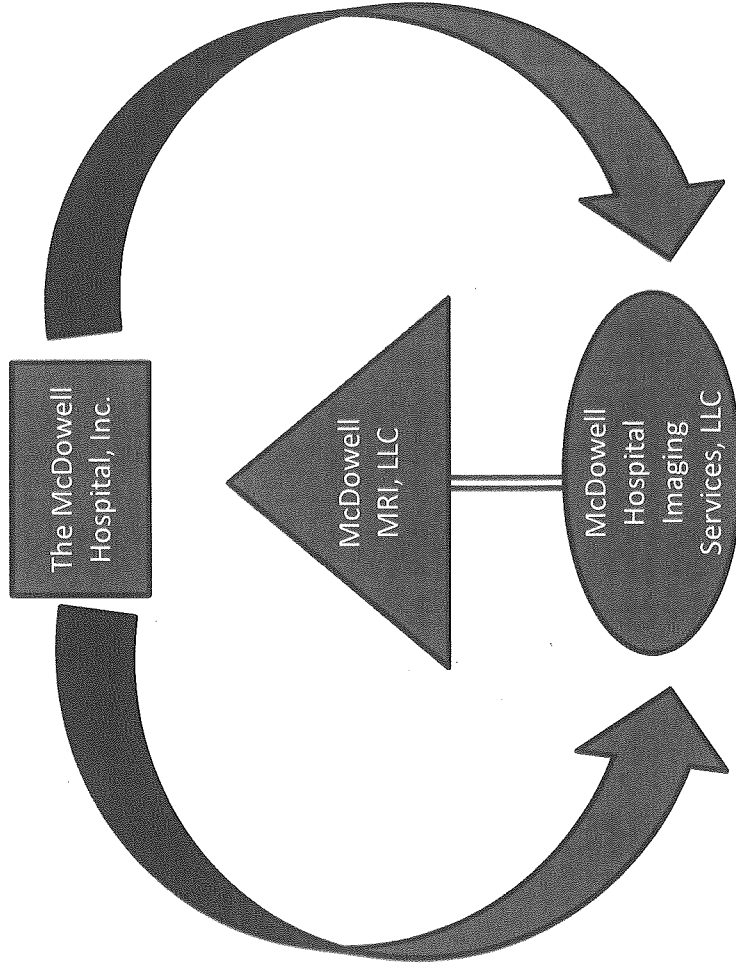 The McDowell
Hospital, Inc.
McDowell
MRI, LLC
McDowell
Hospital
Imaging
Services, LLC